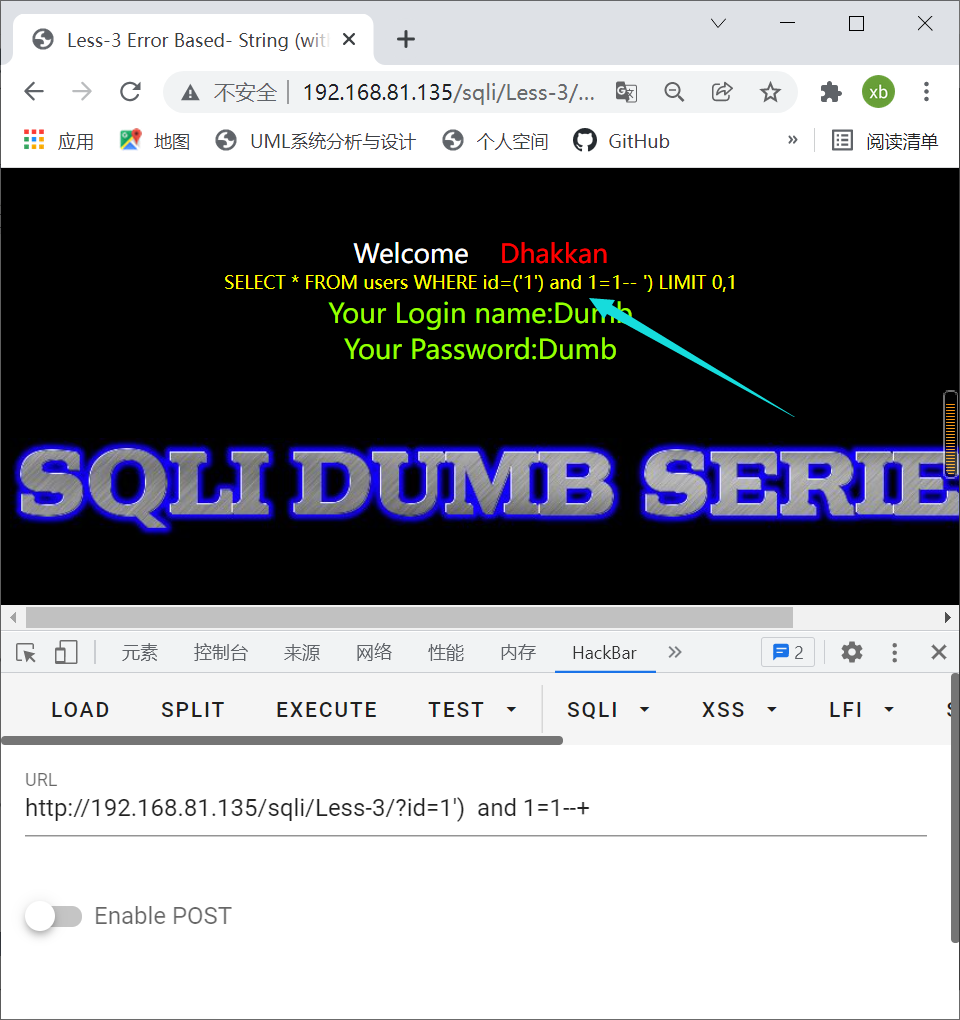 Less-3 Error Based- String (wit
不安全 192.168.81.135/sqli/Less-3/...
xb
应用 地图 UML系统分析与设计 个人空间 GitHub » 阅读清单
Welcome Dhakkan
SELECT * FROM users WHERE id=('1') and 1=1-- ') LIMIT 0,1
Your Login name:Dumb
Your Password:Dumb
SQLI DUMB SERIE
元素 控制台 来源 网络 性能 内存 HackBar » 2
LOAD SPLIT EXECUTE TEST SQLI XSS LFI
URL
http://192.168.81.135/sqli/Less-3/?id=1')  and 1=1--+
Enable POST